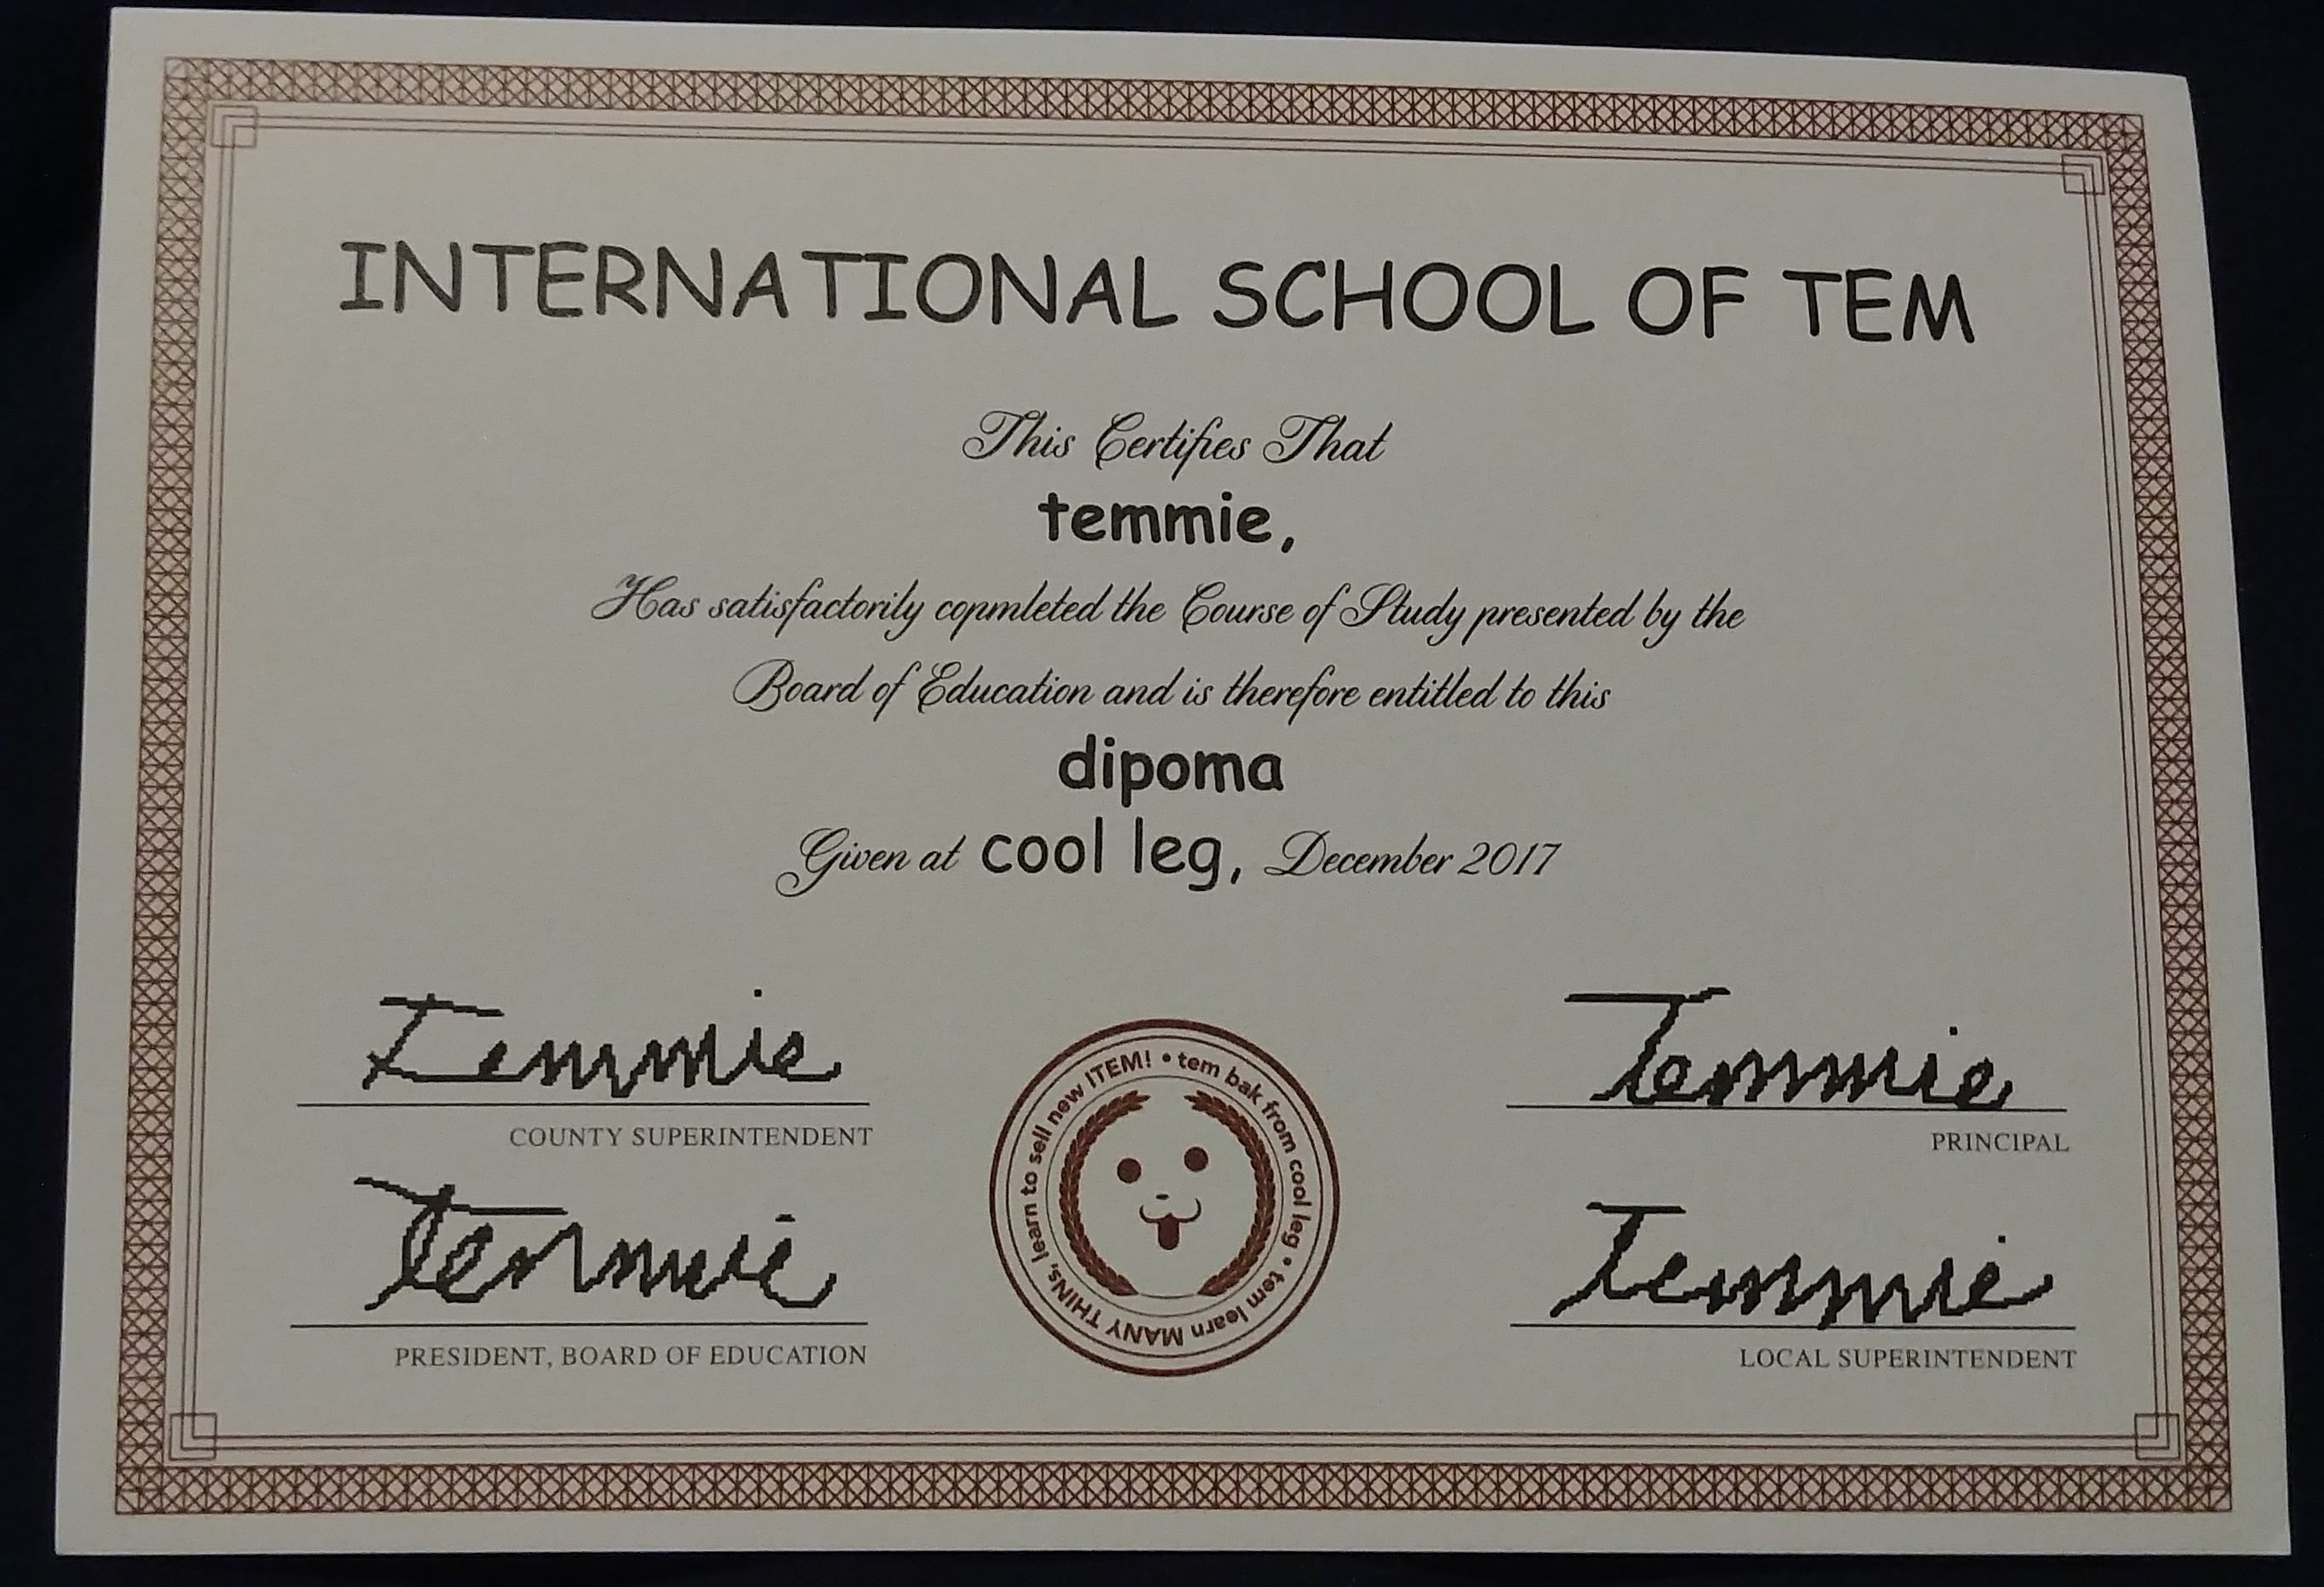 INTERNATIONAL SCHOOL OF TEM
This Certifies That
temmie,
Has satisfactorily copmleted the Course of Study presented by the
Board of Education and is therefore entitled to this
dipoma
Given at cool leg, December 2017
Temmie
COUNTY SUPERINTENDENT
Temmie
PRINCIPAL
tem bak from cool leg • tem learn MANY THINs, learn to sell new ITEM! •
Temmie
PRESIDENT, BOARD OF EDUCATION
Temmie
LOCAL SUPERINTENDENT